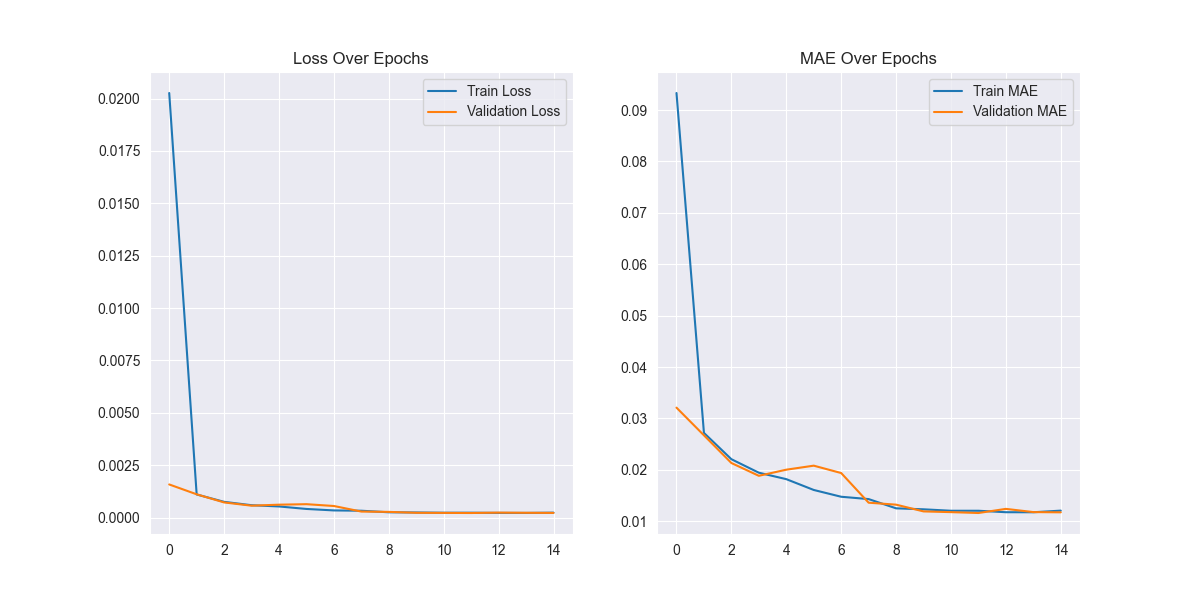 Loss Over Epochs
Train Loss
Validation Loss
0.0200
0.0175
0.0150
0.0125
0.0100
0.0075
0.0050
0.0025
0.0000
0 2 4 6 8 10 12 14
MAE Over Epochs
Train MAE
Validation MAE
0.09
0.08
0.07
0.06
0.05
0.04
0.03
0.02
0.01
0 2 4 6 8 10 12 14